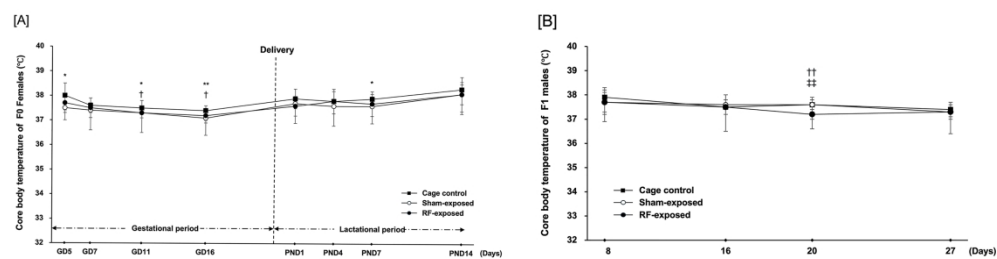 [A]
Core body temperature of F0 Females (℃)
40
39
38
37
36
35
34
33
32
Delivery
* * ** *
† †
Cage control
Sham-exposed
RF-exposed
Gestational period
Lactational period
GD5 GD7 GD11 GD16 PND1 PND4 PND7 PND14 (Days)
[B]
Core body temperature of F1 males (℃)
40
39
38
37
36
35
34
33
32
††
‡‡
Cage control
Sham-exposed
RF-exposed
8 16 20 27 (Days)